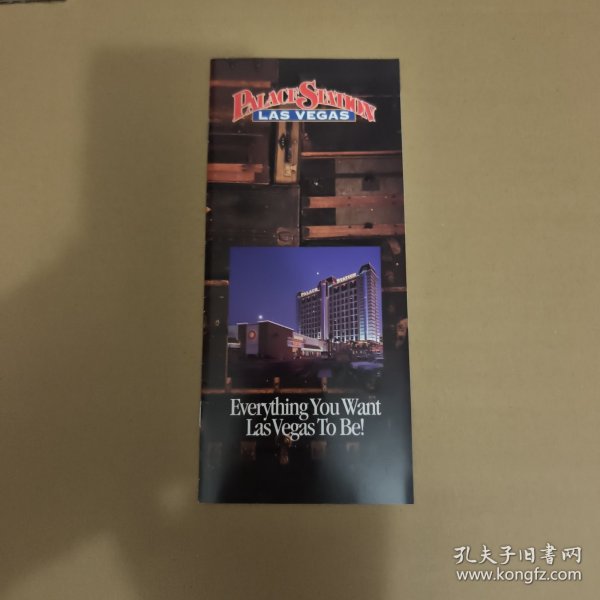 PALACE STATION
LAS VEGAS
PALACE STATION
Everything You Want
Las Vegas To Be!
孔夫子旧書网
www.kongfz.com